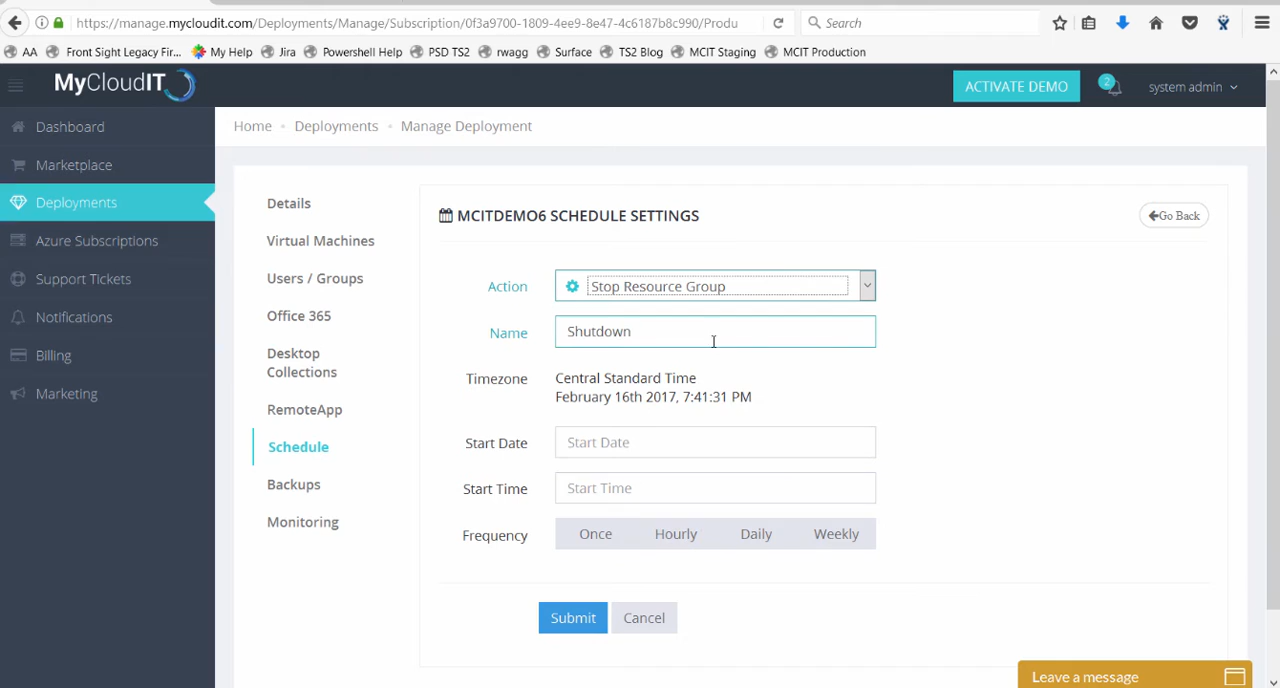 https://manage.mycloudit.com/Deployments/Manage/Subscription/0f3a9700-1809-4ee9-8e47-4c6187b8c990/Produ
Search
AA Front Sight Legacy Fir... My Help Jira Powershell Help PSD TS2 rwagg Surface TS2 Blog MCIT Staging MCIT Production
MyCloudIT
ACTIVATE DEMO
2
system admin
Dashboard
Marketplace
Deployments
Azure Subscriptions
Support Tickets
Notifications
Billing
Marketing
Home • Deployments • Manage Deployment
Details
Virtual Machines
Users / Groups
Office 365
Desktop
Collections
RemoteApp
Schedule
Backups
Monitoring
MCITDEMO6 SCHEDULE SETTINGS
Go Back
Action Stop Resource Group
Name Shutdown
Timezone Central Standard Time
February 16th 2017, 7:41:31 PM
Start Date Start Date
Start Time Start Time
Frequency Once Hourly Daily Weekly
Submit Cancel
Leave a message